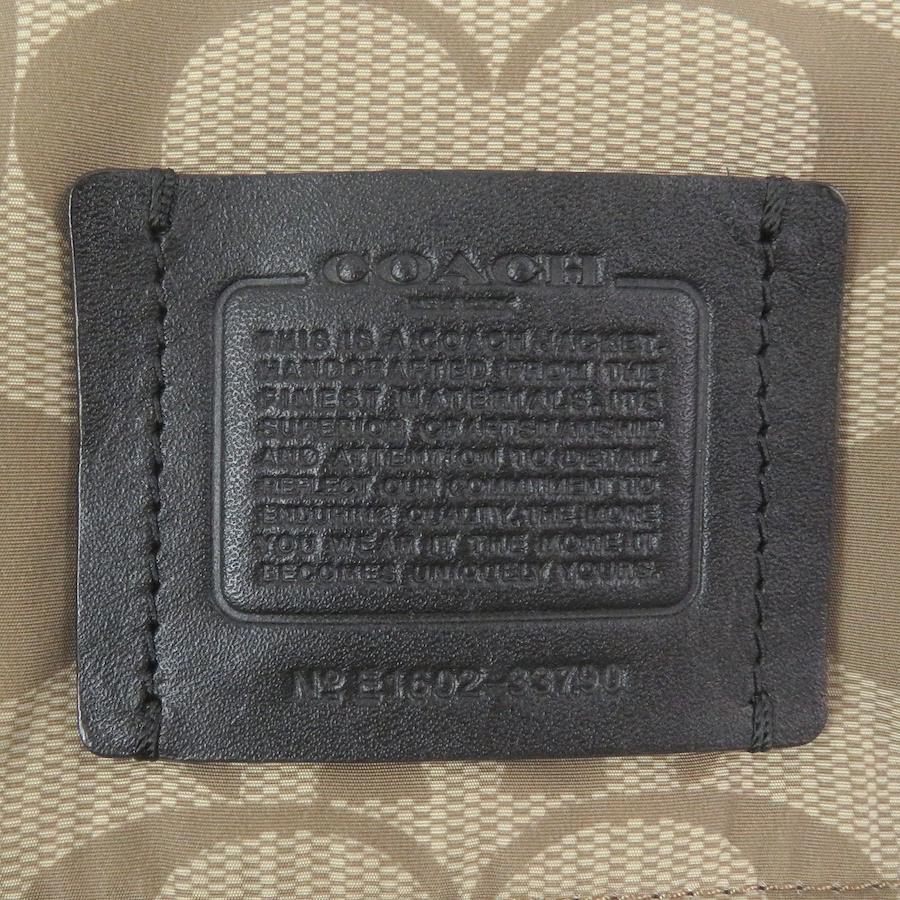 COACH
THIS IS A COACH JACKET.
HANDCRAFTED FROM THE
FINEST MATERIALS. ITS
SUPERIOR CRAFTSMANSHIP
AND ATTENTION TO DETAIL
REFLECT OUR COMMITMENT TO
ENDURING QUALITY. THE MORE
YOU WEAR IT THE MORE IT
BECOMES UNIQUELY YOURS.
Nº E1602-33790